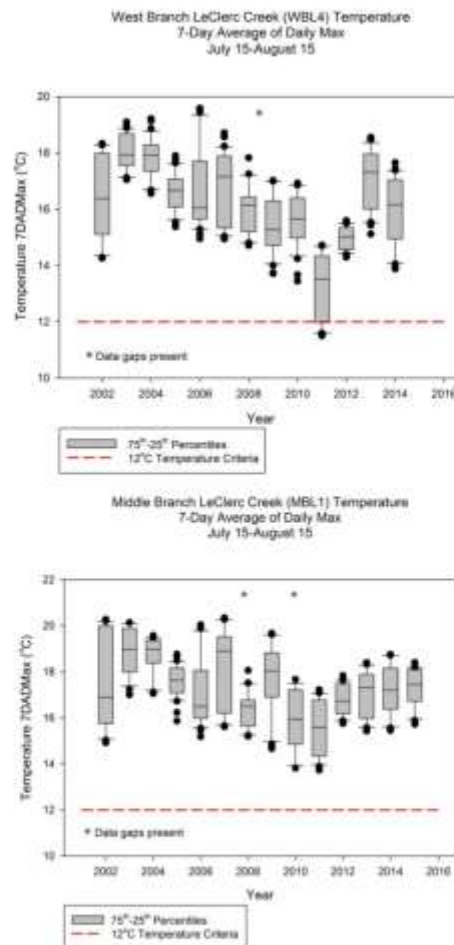 West Branch LeClerc Creek (WBL4) Temperature
7-Day Average of Daily Max
July 15-August 15
Temperature 7DADMax (°C)
20
18
16
14
12
10
*
* Data gaps present
2002 2004 2006 2008 2010 2012 2014 2016
Year
75th-25th Percentiles
12°C Temperature Criteria
Middle Branch LeClerc Creek (MBL1) Temperature
7-Day Average of Daily Max
July 15-August 15
Temperature 7DADMax (°C)
22
20
18
16
14
12
10
* *
* Data gaps present
2002 2004 2006 2008 2010 2012 2014 2016
Year
75th-25th Percentiles
12°C Temperature Criteria